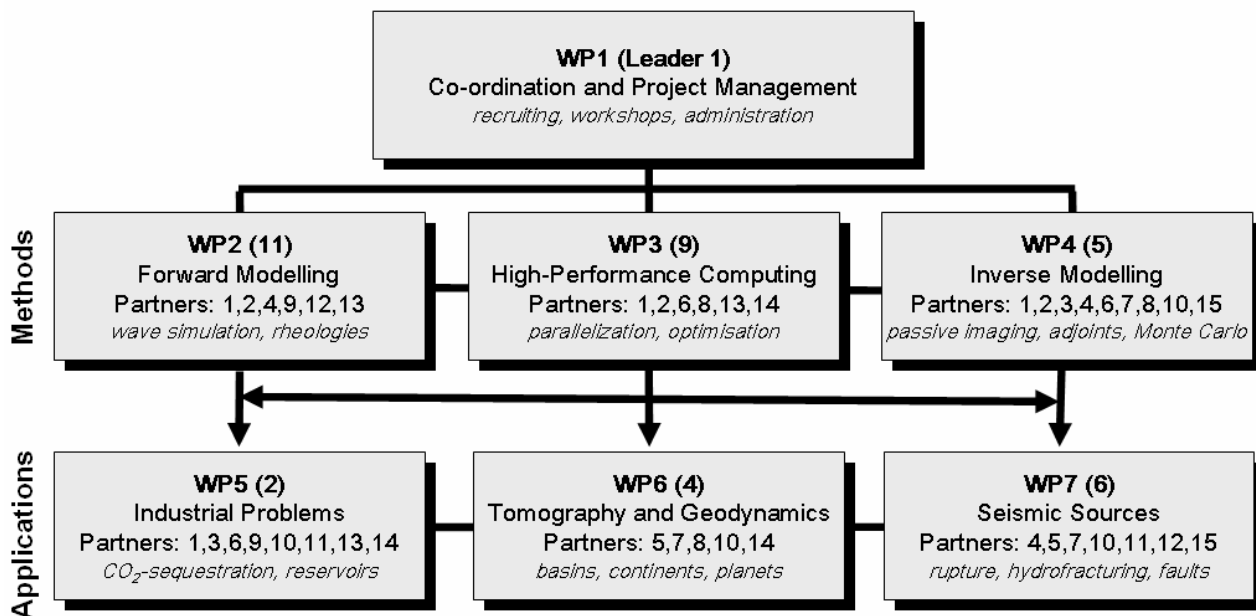 WP1 (Leader 1)
Co-ordination and Project Management
recruiting, workshops, administration
Methods
WP2 (11)
Forward Modelling
Partners: 1,2,4,9,12,13
wave simulation, rheologies
WP3 (9)
High-Performance Computing
Partners: 1,2,6,8,13,14
parallelization, optimisation
WP4 (5)
Inverse Modelling
Partners: 1,2,3,4,6,7,8,10,15
passive imaging, adjoints, Monte Carlo
Applications
WP5 (2)
Industrial Problems
Partners: 1,3,6,9,10,11,13,14
CO₂-sequestration, reservoirs
WP6 (4)
Tomography and Geodynamics
Partners: 5,7,8,10,14
basins, continents, planets
WP7 (6)
Seismic Sources
Partners: 4,5,7,10,11,12,15
rupture, hydrofracturing, faults